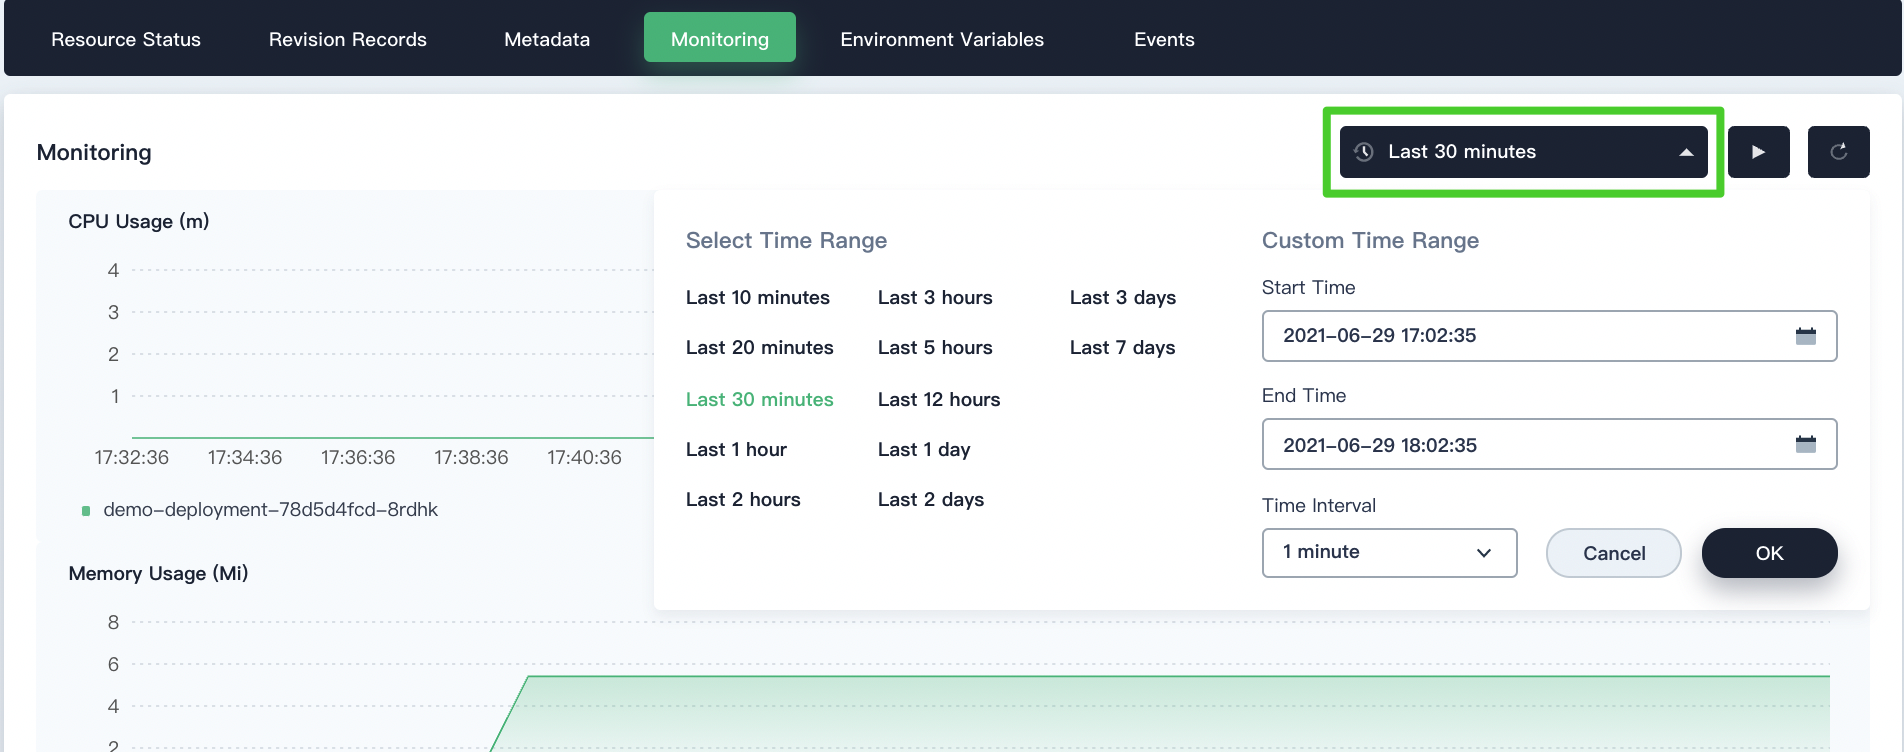 Resource Status Revision Records Metadata Monitoring Environment Variables Events
Monitoring
Last 30 minutes
CPU Usage (m)
4
3
2
1
17:32:36 17:34:36 17:36:36 17:38:36 17:40:36
demo-deployment-78d5d4fcd-8rdhk
Select Time Range
Last 10 minutes Last 3 hours Last 3 days
Last 20 minutes Last 5 hours Last 7 days
Last 30 minutes Last 12 hours
Last 1 hour Last 1 day
Last 2 hours Last 2 days
Custom Time Range
Start Time
2021-06-29 17:02:35
End Time
2021-06-29 18:02:35
Time Interval
1 minute Cancel OK
Memory Usage (Mi)
8
6
4
2